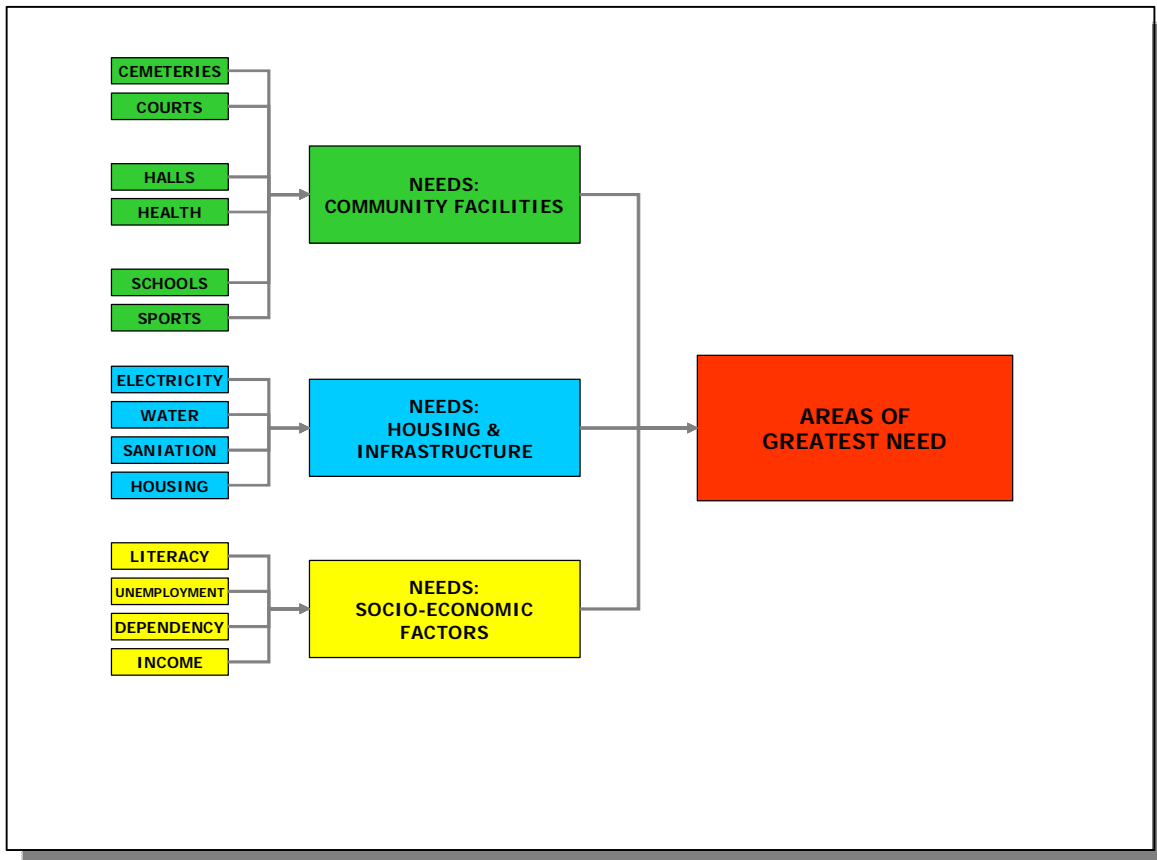 CEMETERIES
COURTS
HALLS
HEALTH
SCHOOLS
SPORTS
NEEDS:
COMMUNITY FACILITIES
ELECTRICITY
WATER
SANIATION
HOUSING
NEEDS:
HOUSING &
INFRASTRUCTURE
LITERACY
UNEMPLOYMENT
DEPENDENCY
INCOME
NEEDS:
SOCIO-ECONOMIC
FACTORS
AREAS OF
GREATEST NEED